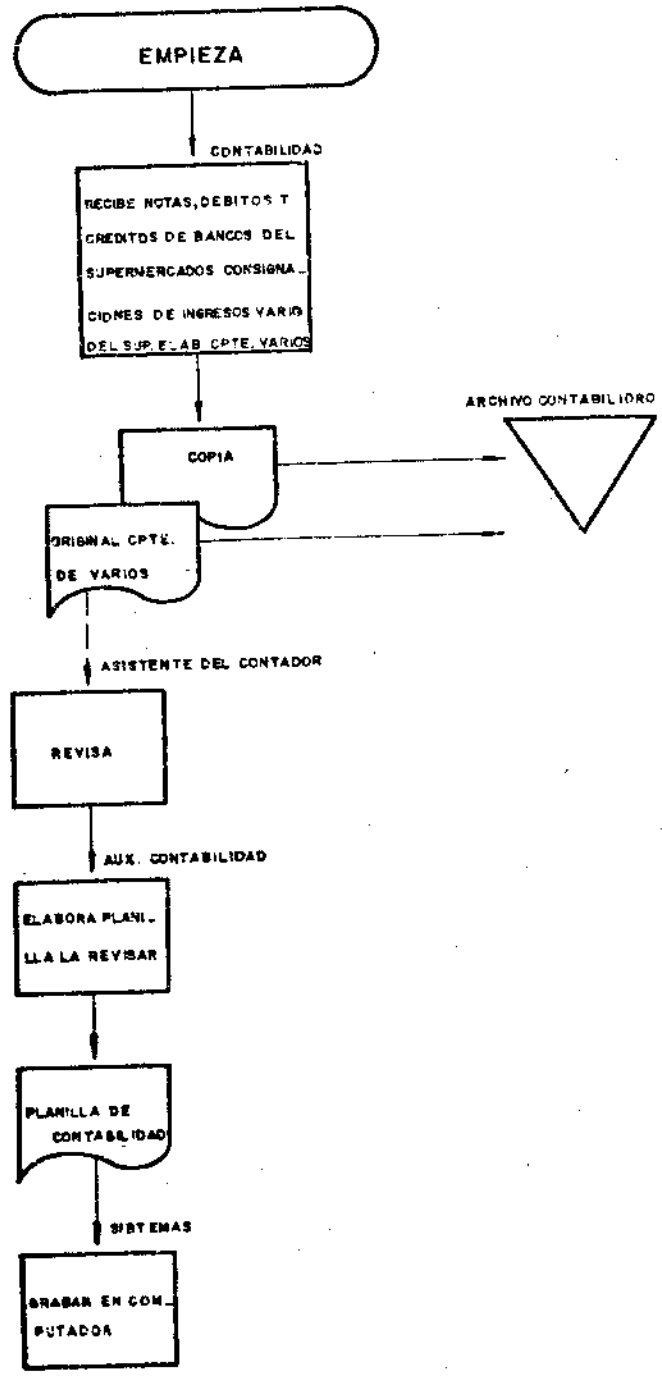 EMPIEZA
CONTABILIDAD
RECIBE NOTAS, DEBITOS Y
CREDITOS DE BANCOS DEL
SUPERMERCADOS CONSIGNA_
CIONES DE INGRESOS VARIO
DEL SUP. ELAB CPTE. VARIOS
ARCHIVO CONTABILIDRO
COPIA
ORIGINAL CPTE.
DE VARIOS
ASISTENTE DEL CONTADOR
REVISA
AUX. CONTABILIDAD
ELABORA PLANI_
LLA LA REVISAR
PLANILLA DE
CONTABILIDAD
SISTEMAS
GRABAR EN COM_
PUTADOR